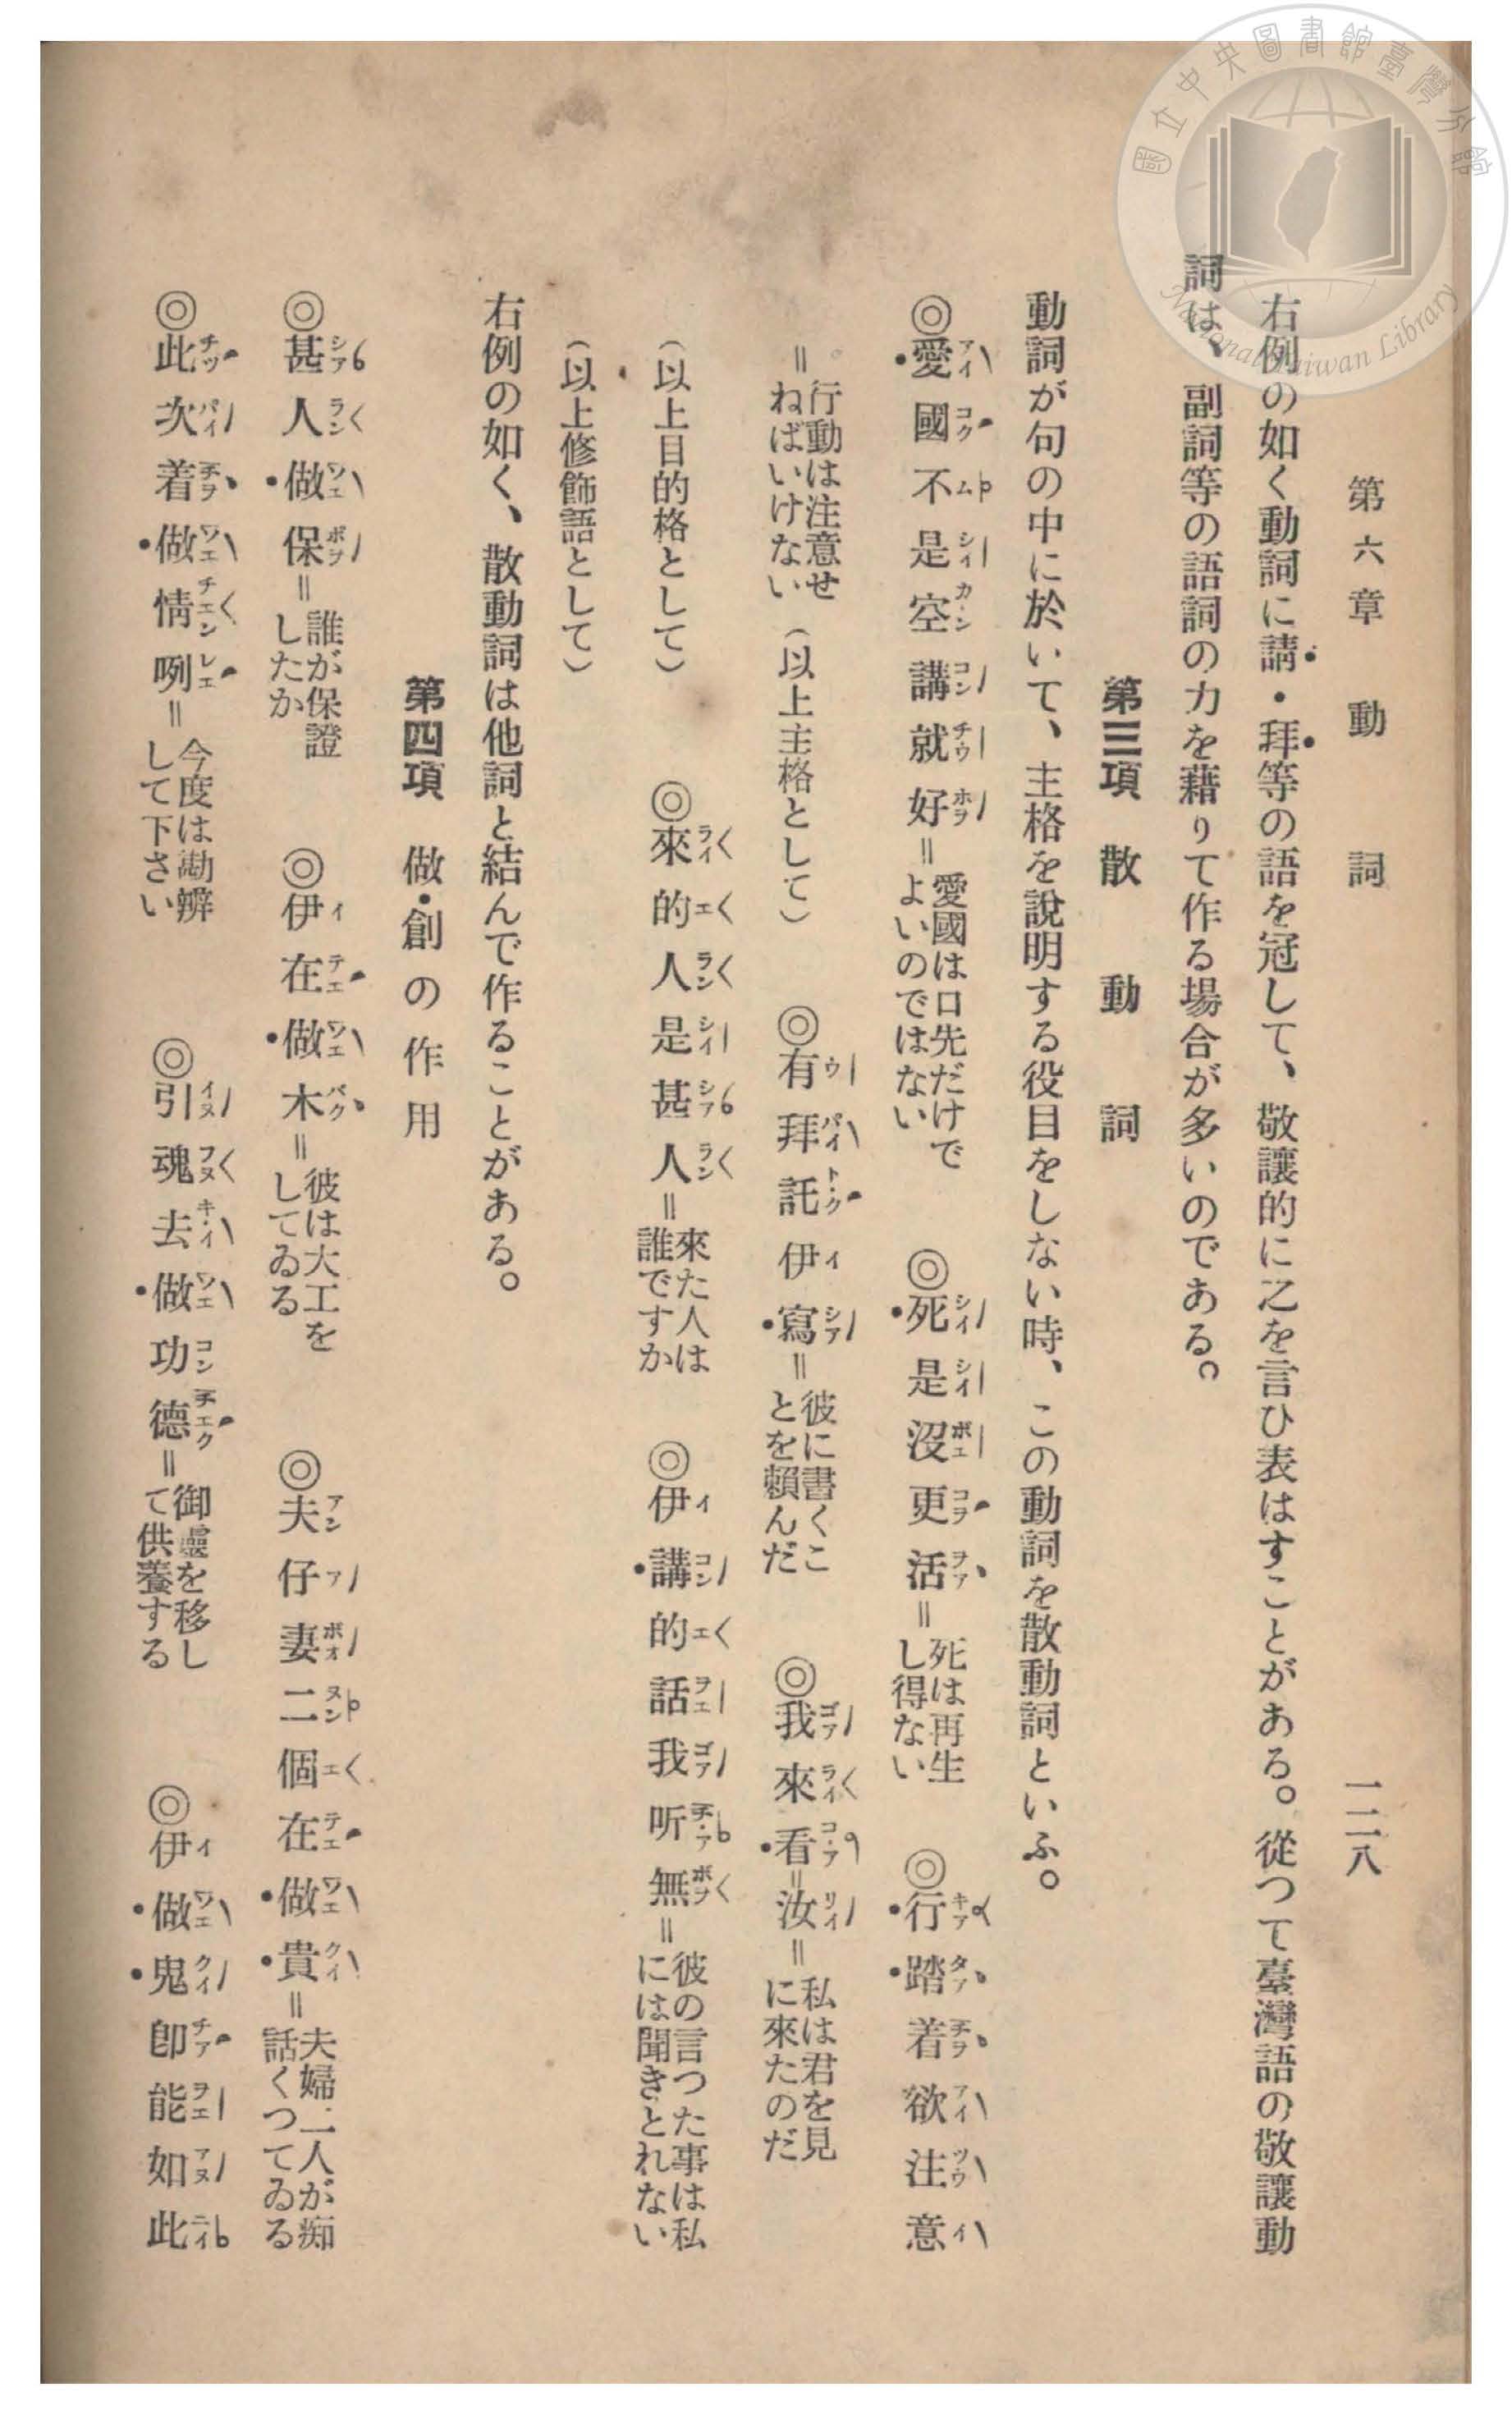 第六章 動詞 一二八
右例の如く動詞に請・拜等の語を冠して、敬讓的に之を言ひ表はすことがある。從つて臺灣語の敬讓動
詞は、副詞等の語詞の力を藉りて作る場合が多いのである。
第三項 散動詞
動詞が句の中に於いて、主格を說明する役目をしない時、この動詞を散動詞といふ。
◎愛國不是空講就好=愛國は口先だけでよいのではない ◎死是沒更活=死は再生し得ない ◎行踏着欲注意
=行動は注意せねばいけない (以上主格として) ◎有拜託伊寫=彼に書くことを賴んだ ◎我來看=汝=私は君を見に來たのだ
(以上目的格として) ◎來的人是甚人=來た人は誰ですか ◎伊講的話我听無=彼の言つた事は私には聞きとれない
(以上修飾語として)
右例の如く、散動詞は他詞と結んで作ることがある。
第四項 做・創の作用
◎甚人做保=誰が保證したか ◎伊在做木=彼は大工をしてゐる ◎夫仔妻二個在做貴=夫婦二人が痴話くつてゐる
◎此次着做情咧=今度は勘辨して下さい ◎引魂去做功德=御靈を移して供養する ◎伊做鬼卽能如此
國立中央圖書館臺灣分館
National Taiwan Library